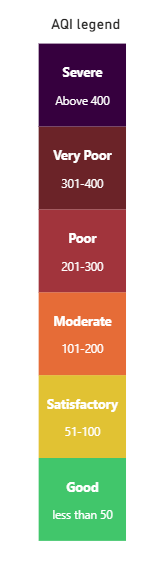 AQI legend
Severe
Above 400
Very Poor
301-400
Poor
201-300
Moderate
101-200
Satisfactory
51-100
Good
less than 50